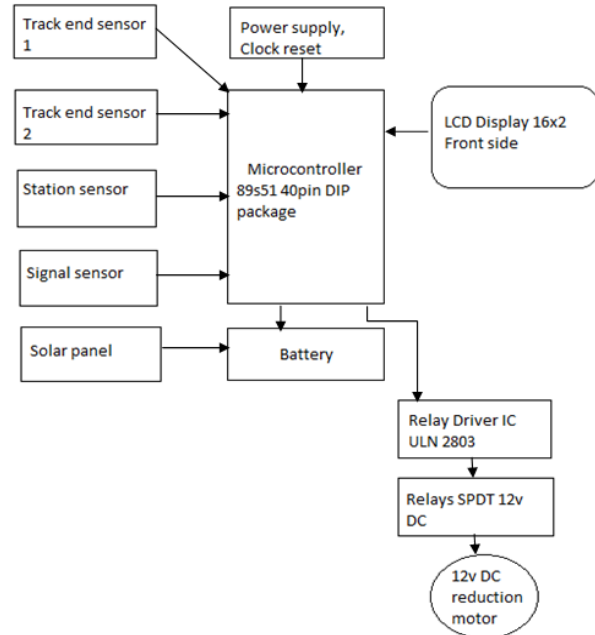 Track end sensor
1
Power supply,
Clock reset
Track end sensor
2
LCD Display 16x2
Front side
Microcontroller
89s51 40pin DIP
package
Station sensor
Signal sensor
Solar panel
Battery
Relay Driver IC
ULN 2803
Relays SPDT 12v
DC
12v DC
reduction
motor